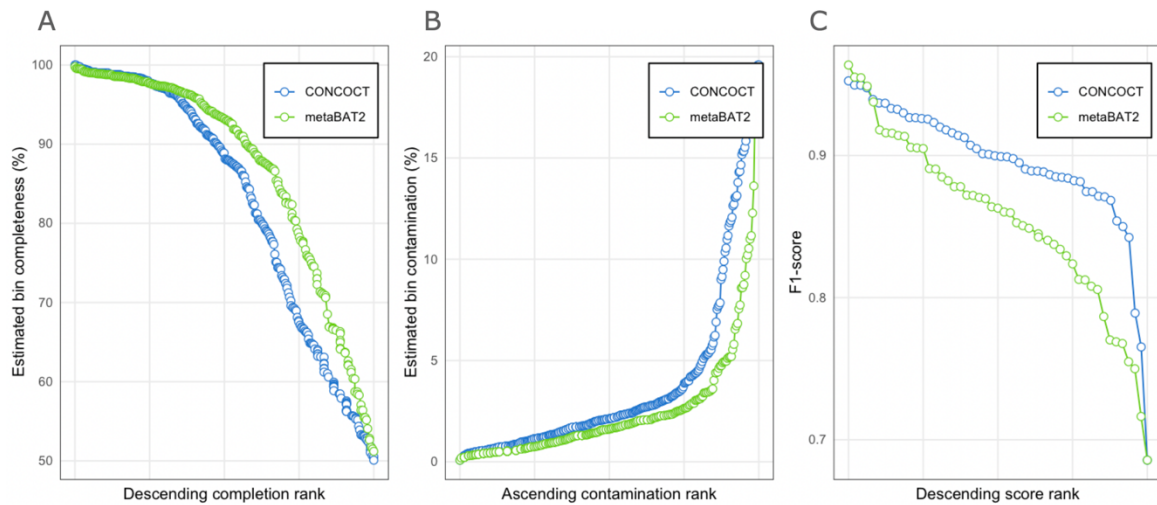 A
B
C
Estimated bin completeness (%)
100
90
80
70
60
50
CONCOCT
metaBAT2
Descending completion rank
Estimated bin contamination (%)
20
15
10
5
0
CONCOCT
metaBAT2
Ascending contamination rank
F1-score
0.9
0.8
0.7
CONCOCT
metaBAT2
Descending score rank